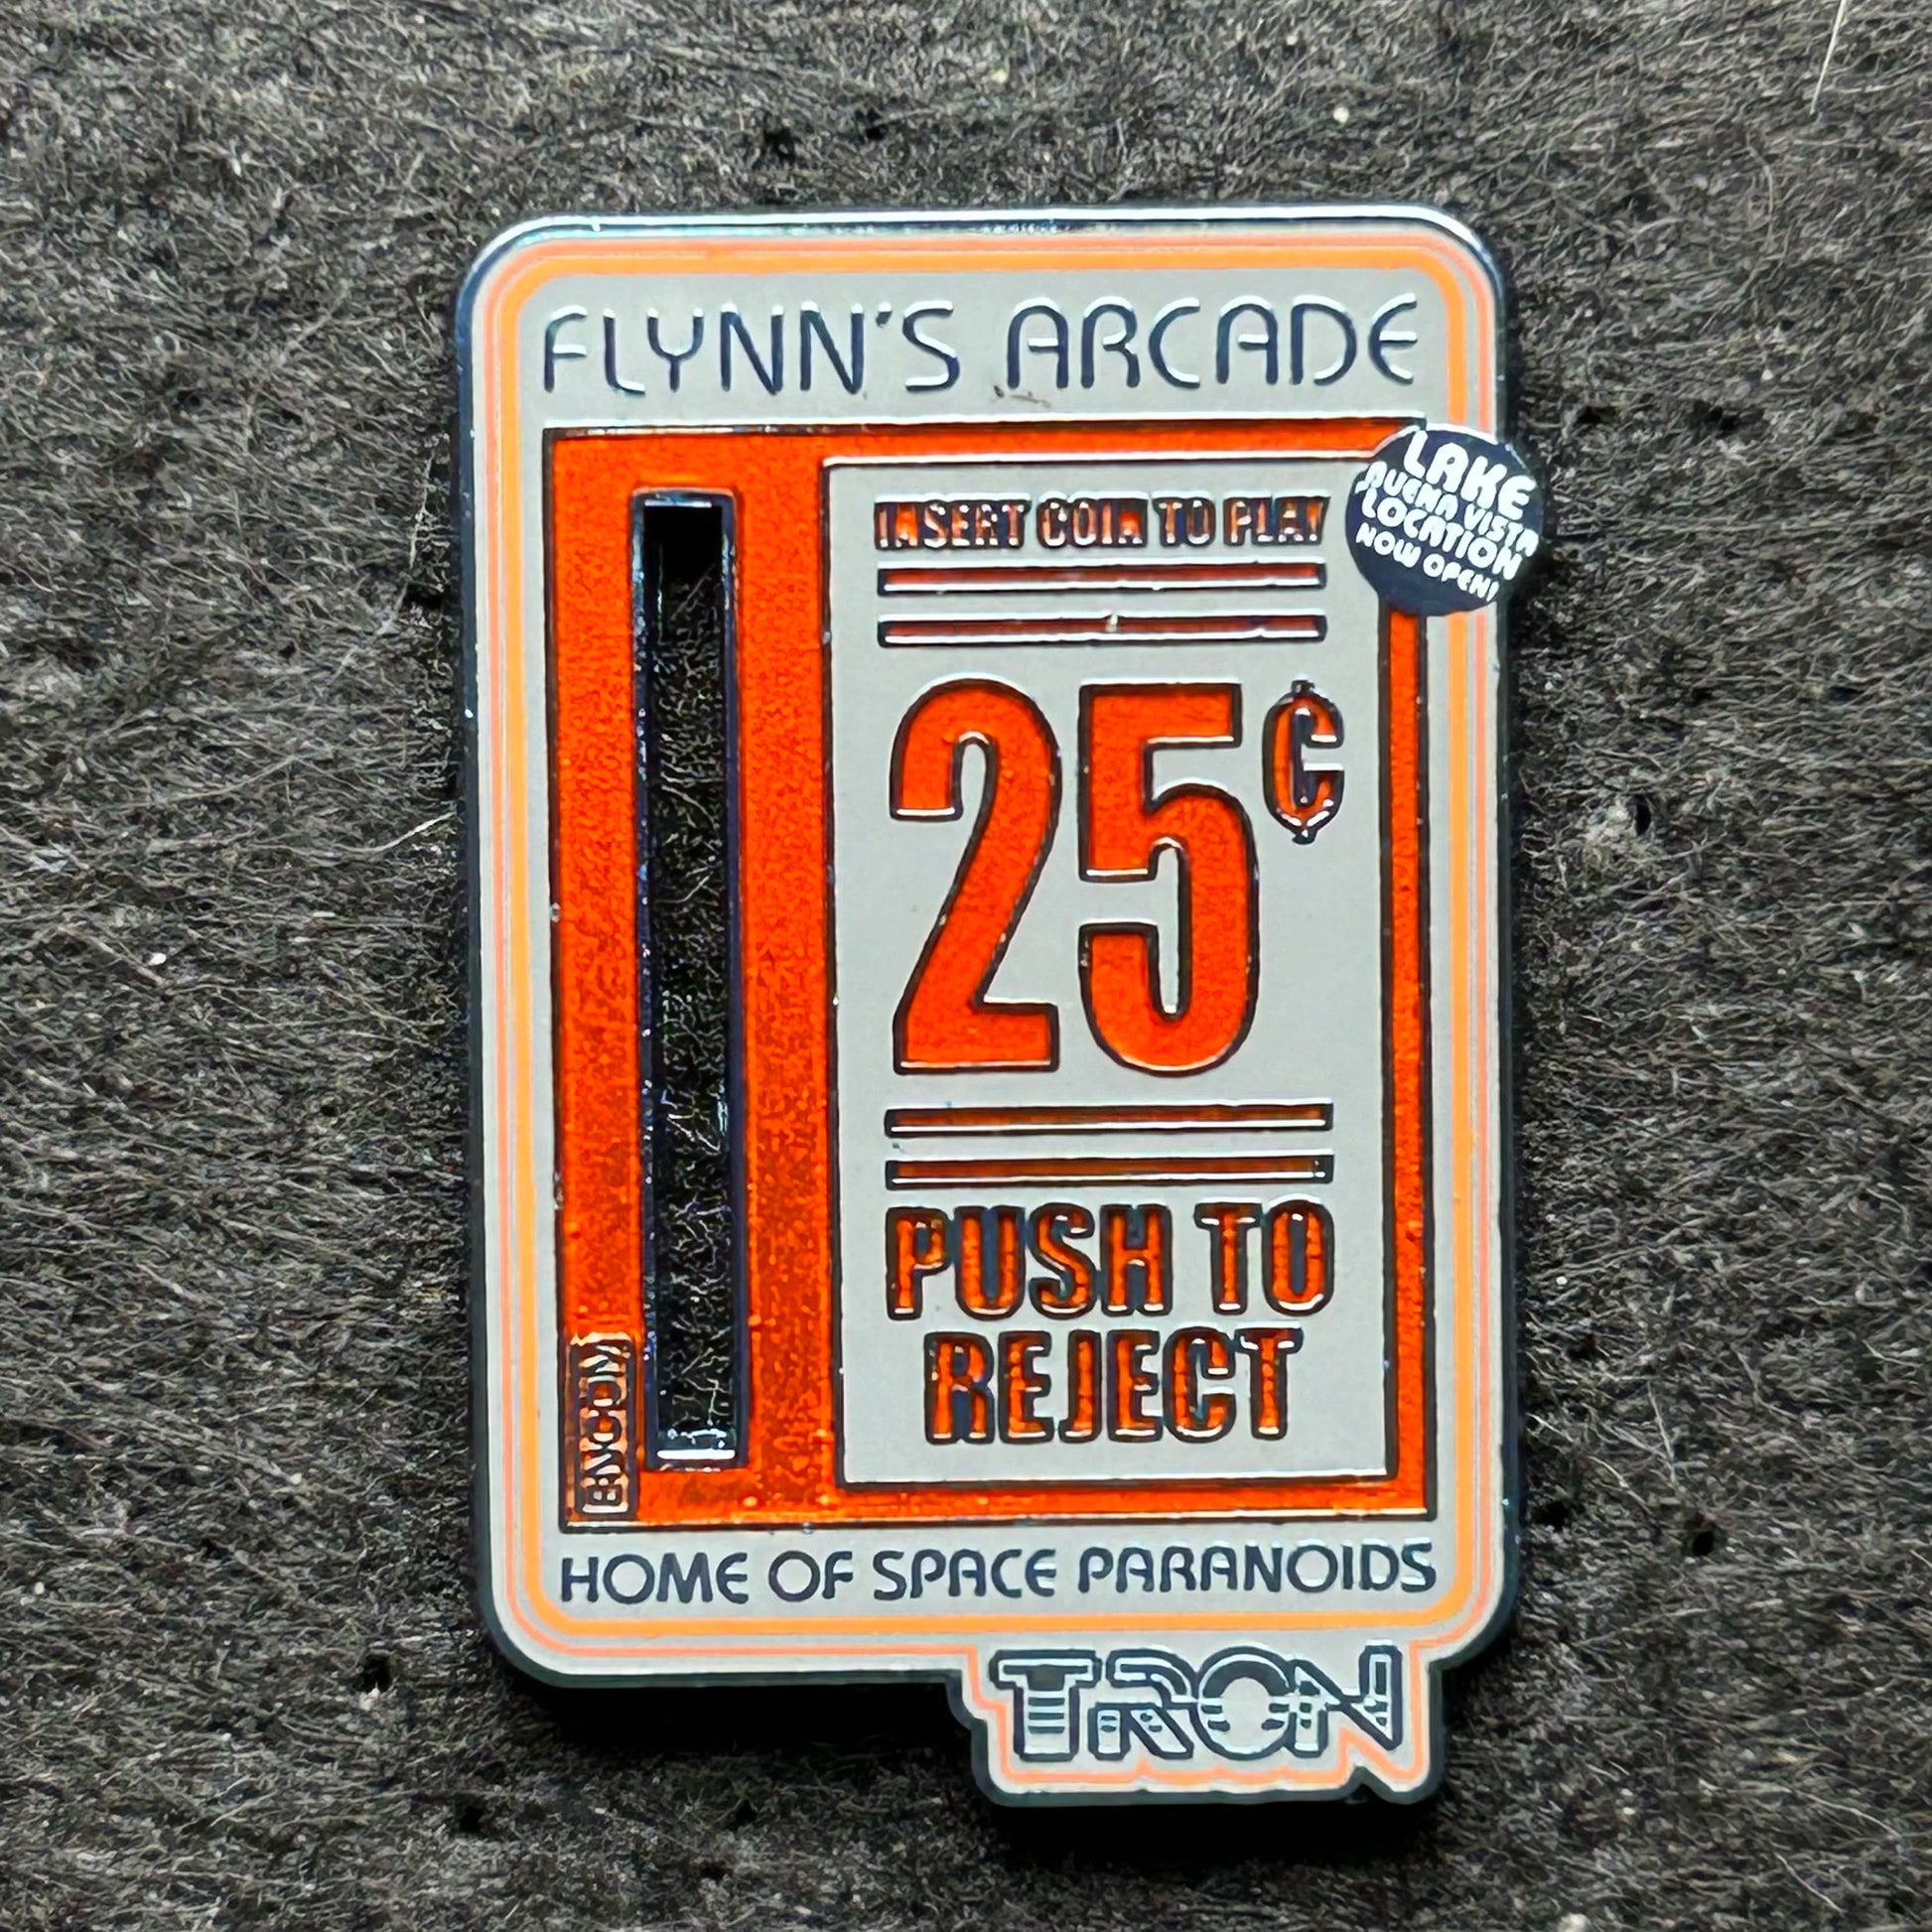 FLYNN'S ARCADE
LAKE
BUENA VISTA
LOCATION
NOW OPEN!
INSERT COIN TO PLAY
25¢
PUSH TO
REJECT
ENCOM
HOME OF SPACE PARANOIDS
TRON